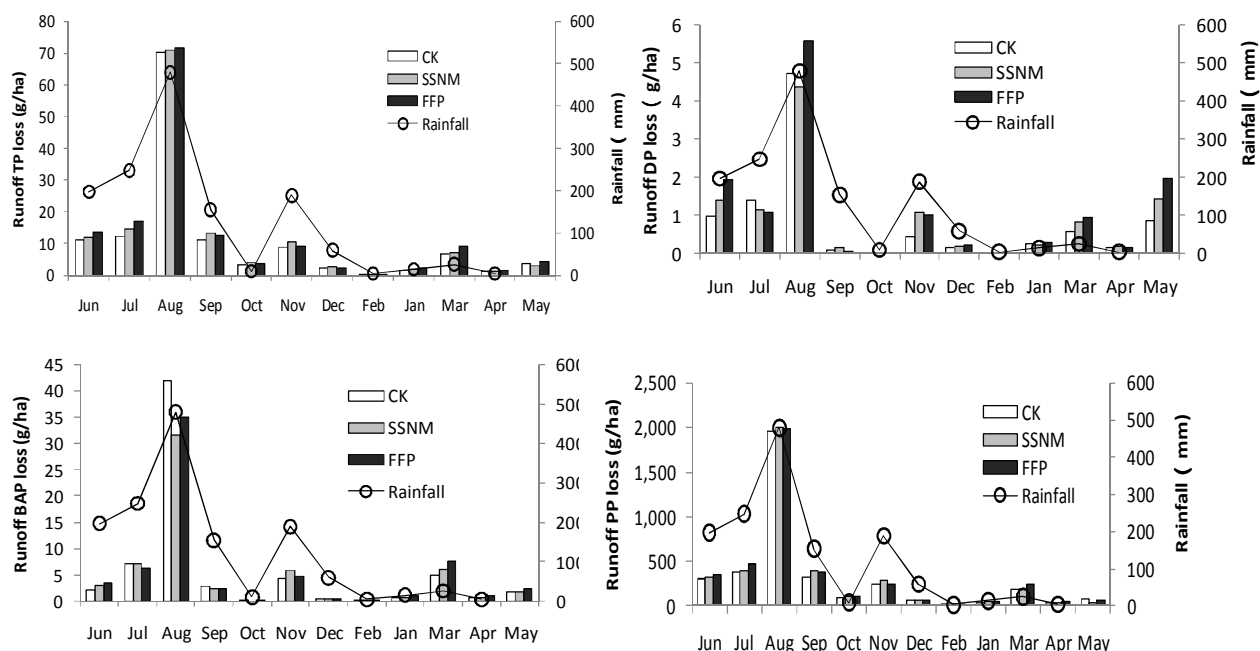 80
70
60
50
40
30
20
10
0
Runoff TP loss (g/ha)
CK
SSNM
FFP
Rainfall
600
500
400
300
200
100
0
Rainfall ( mm)
Jun Jul Aug Sep Oct Nov Dec Feb Jan Mar Apr May
6
5
4
3
2
1
0
Runoff DP loss ( g/ha)
CK
SSNM
FFP
Rainfall
600
500
400
300
200
100
0
Rainfall ( mm)
Jun Jul Aug Sep Oct Nov Dec Feb Jan Mar Apr May
45
40
35
30
25
20
15
10
5
0
Runoff BAP loss (g/ha)
CK
SSNM
FFP
Rainfall
600
500
400
300
200
100
0
Jun Jul Aug Sep Oct Nov Dec Feb Jan Mar Apr May
2,500
2,000
1,500
1,000
500
0
Runoff PP loss (g/ha)
CK
SSNM
FFP
Rainfall
600
500
400
300
200
100
0
Rainfall ( mm)
Jun Jul Aug Sep Oct Nov Dec Feb Jan Mar Apr May